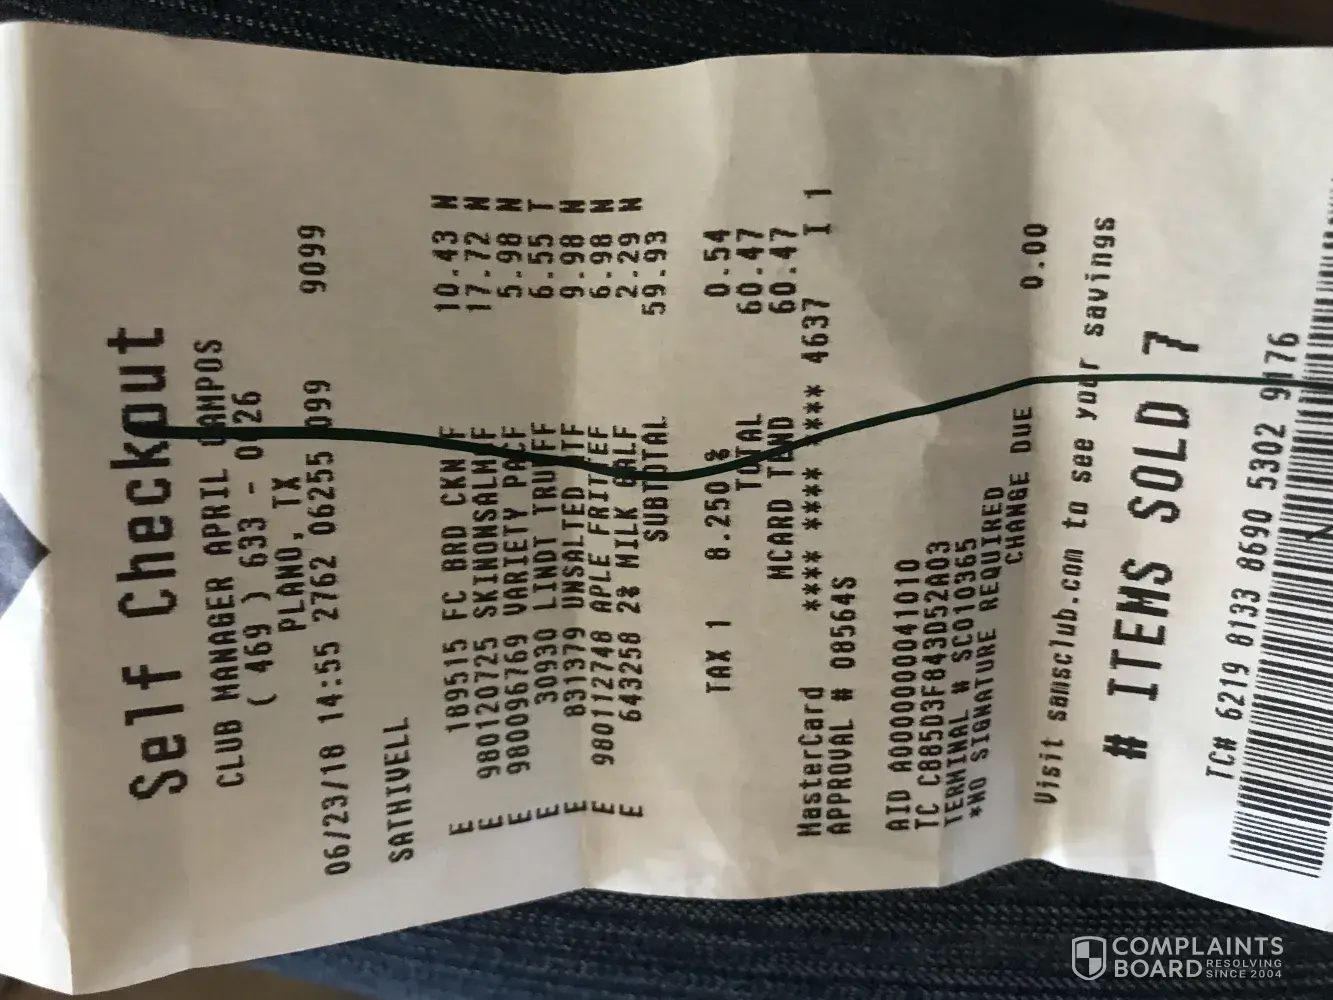 Self Checkout
CLUB MANAGER APRIL CAMPOS
( 469 ) 633 - 0026
PLANO, TX
06/23/18 14:55 2762 06255 099 9099
SATHIVELL
E 189515 FC BRD CKN F 10.43 N
E 980120725 SKINONSALMF 17.72 N
E 980096769 VARIETY PACF 5.98 N
E 30930 LINDT TRUFF 6.55 T
E 831379 UNSALTED F 9.98 N
E 980112748 APLE FRITTEF 6.98 N
E 643258 2% MILK GALF 2.29 N
SUBTOTAL 59.93
TAX 1 8.250 % 0.54
TOTAL 60.47
MCARD TEND 60.47
MasterCard **** **** **** 4637 I 1
APPROVAL # 08564S
AID A0000000041010
TC C885D3F843D52A03
TERMINAL # SC010365
*NO SIGNATURE REQUIRED
CHANGE DUE 0.00
Visit samsclub.com to see your savings
# ITEMS SOLD 7
TC# 6219 8133 8690 5302 9176
COMPLAINTS
BOARD RESOLVING
SINCE 2004